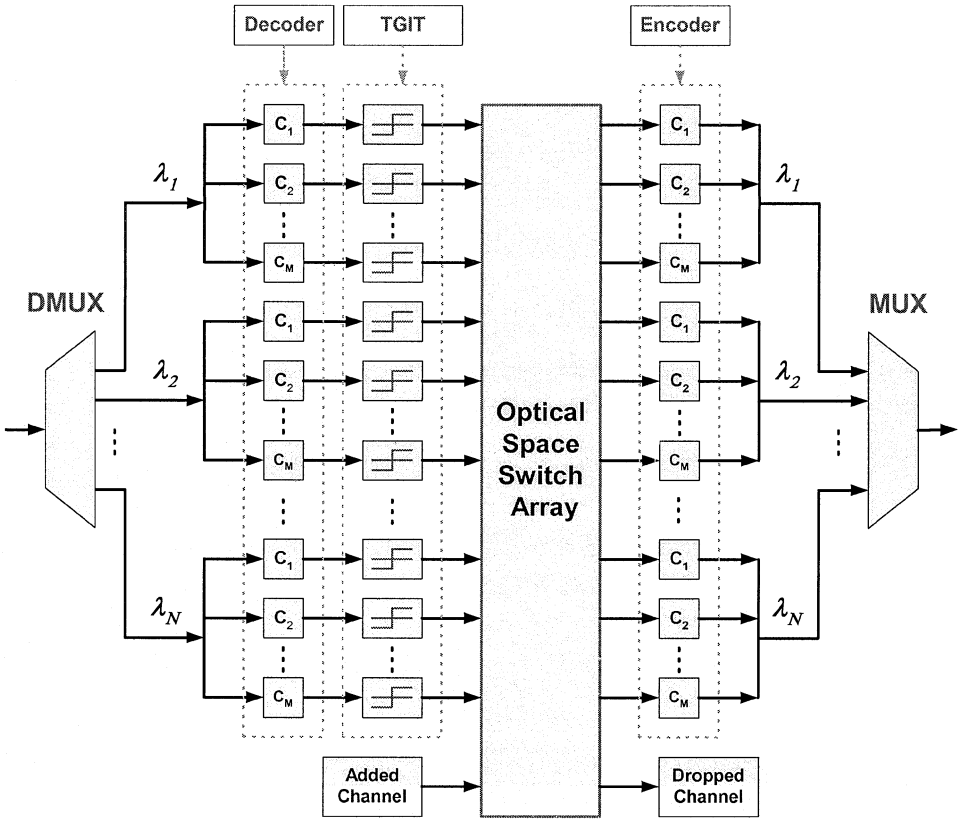 Decoder
TGIT
Encoder
C1
C1
C2
C2
λ1
λ1
CM
CM
DMUX
MUX
C1
C1
λ2
λ2
C2
C2
Optical
Space
Switch
Array
CM
CM
C1
C1
λN
λN
C2
C2
CM
CM
Added
Channel
Dropped
Channel